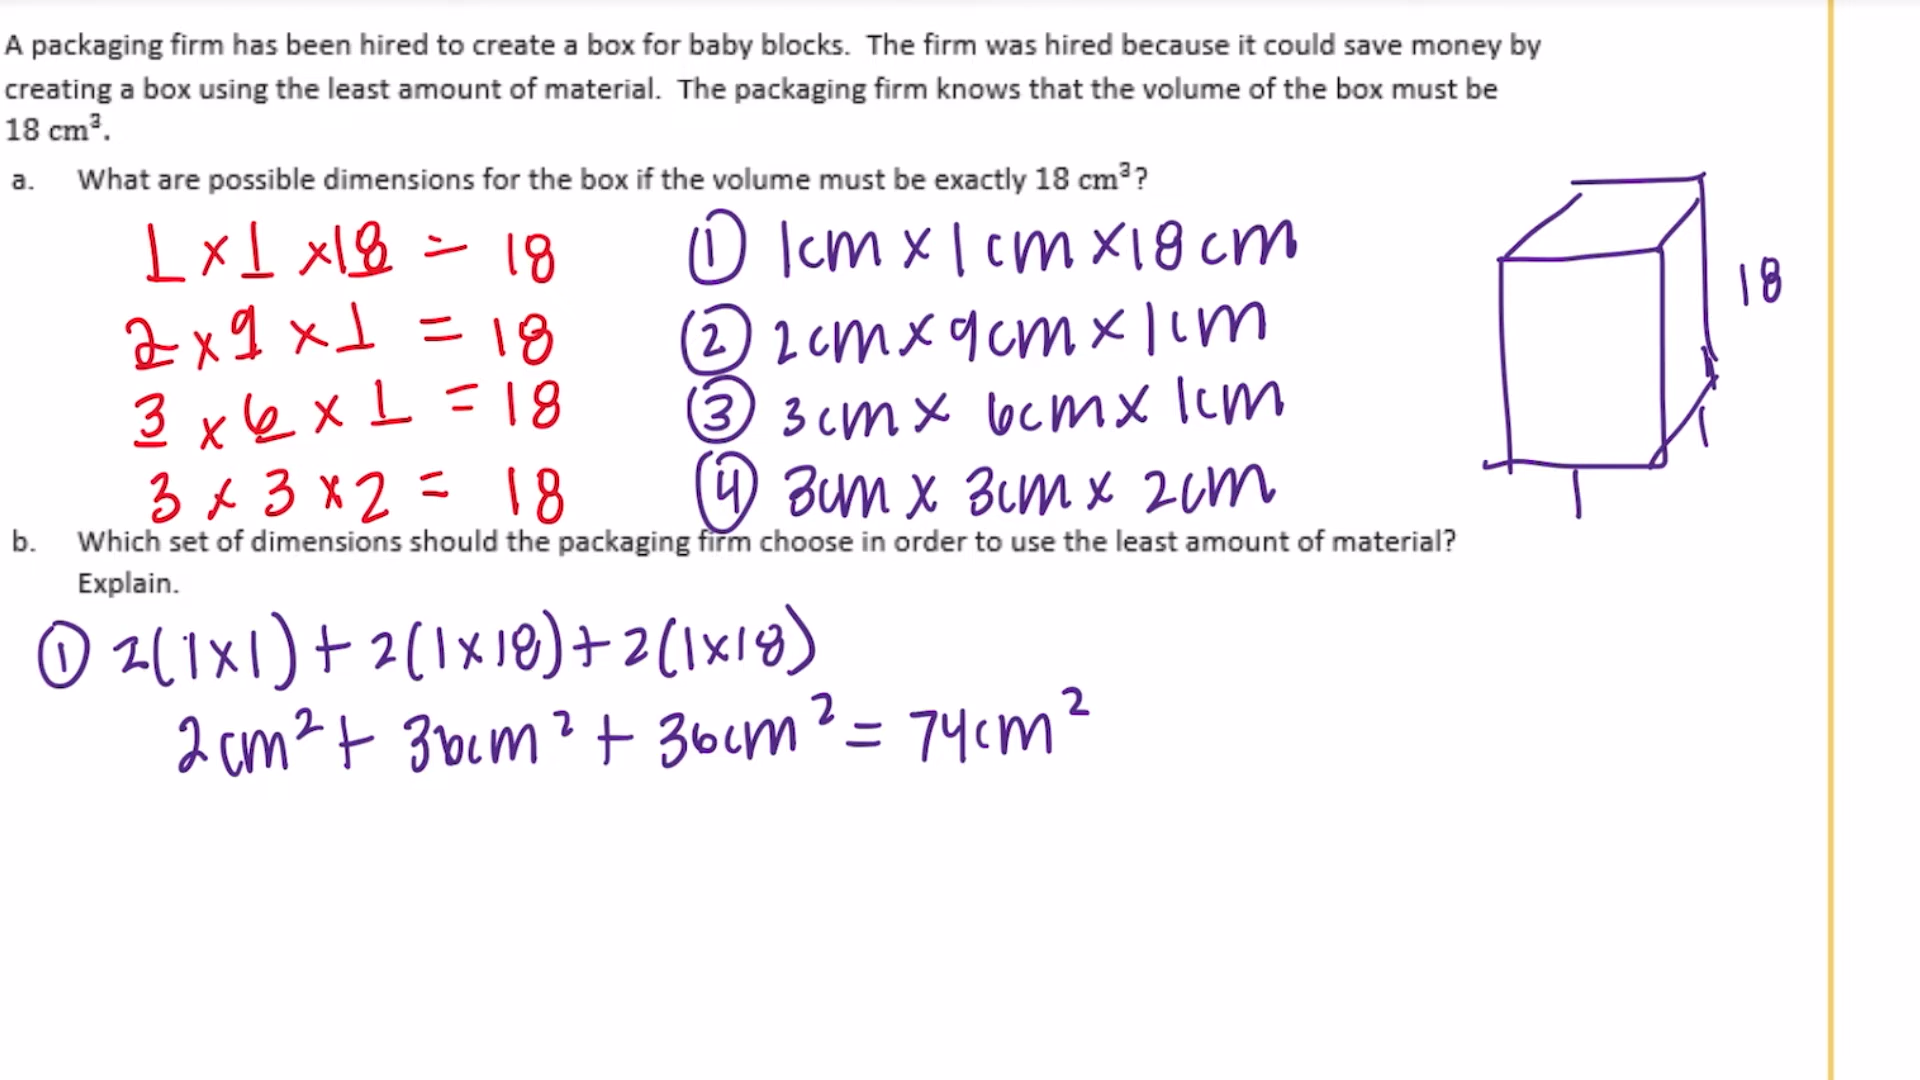 A packaging firm has been hired to create a box for baby blocks. The firm was hired because it could save money by
creating a box using the least amount of material. The packaging firm knows that the volume of the box must be
18 cm³.
a. What are possible dimensions for the box if the volume must be exactly 18 cm³?
1 x 1 x 18 = 18
① 1cm x 1cm x 18cm
2 x 9 x 1 = 18
② 2cm x 9cm x 1cm
3 x 6 x 1 = 18
③ 3cm x 6cm x 1cm
3 x 3 x 2 = 18
④ 3cm x 3cm x 2cm
18
1
1
b. Which set of dimensions should the packaging firm choose in order to use the least amount of material?
Explain.
① 2(1x1) + 2(1x18) + 2(1x18)
2cm² + 36cm² + 36cm² = 74cm²